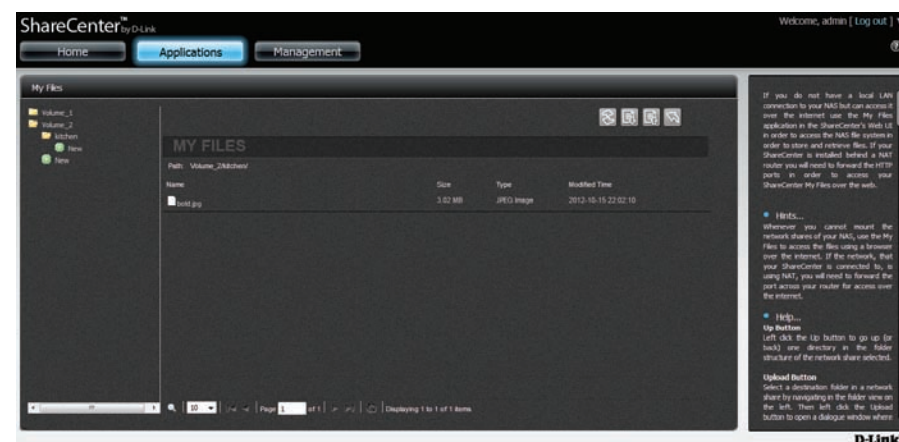 ShareCenter™ by D-Link
Welcome, admin [ Log out ]
Home
Applications
Management
My Files
Volume_1
Volume_2
kitchen
New
New
MY FILES
Path: Volume_2/kitchen/
Name Size Type Modified Time
bold.jpg 3.02 MB JPEG Image 2012-10-15 22:02:10
10
Page 1 of 1
Displaying 1 to 1 of 1 items
If you do not have a local LAN
connection to your NAS but can access it
over the internet use the My Files
application in the ShareCenter's Web UI
in order to access the NAS file system in
order to store and retrieve files. If your
ShareCenter is installed behind a NAT
router you will need to forward the HTTP
ports in order to access your
ShareCenter My Files over the web.
Hints...
Whenever you cannot mount the
network shares of your NAS, use the My
Files to access the files using a browser
over the internet. If the network, that
your ShareCenter is connected to, is
using NAT, you will need to forward the
port across your router for access over
the internet.
Help...
Up Button
Left click the Up button to go up (or
back) one directory in the folder
structure of the network share selected.
Upload Button
Select a destination folder in a network
share by navigating in the folder view on
the left. Then left click the Upload
button to open a dialogue window where
D-Link